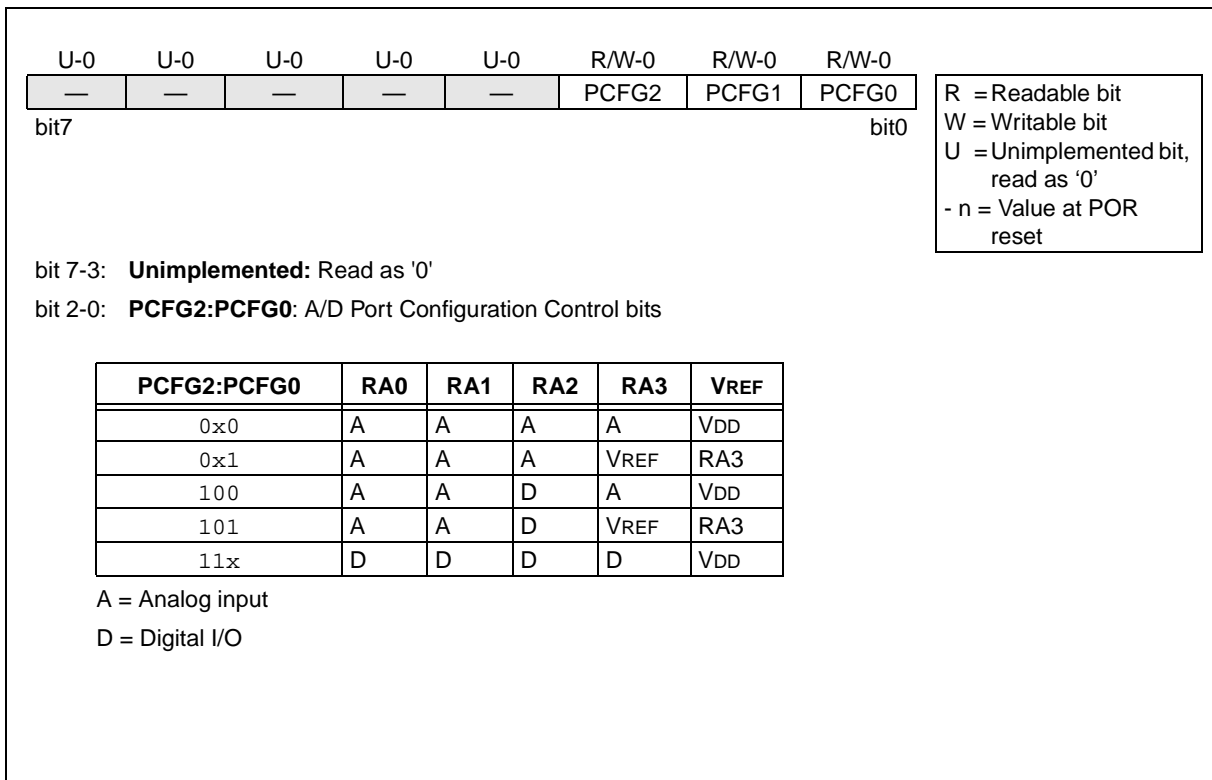 U-0 U-0 U-0 U-0 U-0 R/W-0 R/W-0 R/W-0
— — — — — PCFG2 PCFG1 PCFG0
bit7 bit0
R = Readable bit
W = Writable bit
U = Unimplemented bit,
read as ‘0’
- n = Value at POR
reset
bit 7-3: Unimplemented: Read as '0'
bit 2-0: PCFG2:PCFG0: A/D Port Configuration Control bits
PCFG2:PCFG0 RA0 RA1 RA2 RA3 VREF
0x0 A A A A VDD
0x1 A A A VREF RA3
100 A A D A VDD
101 A A D VREF RA3
11x D D D D VDD
A = Analog input
D = Digital I/O